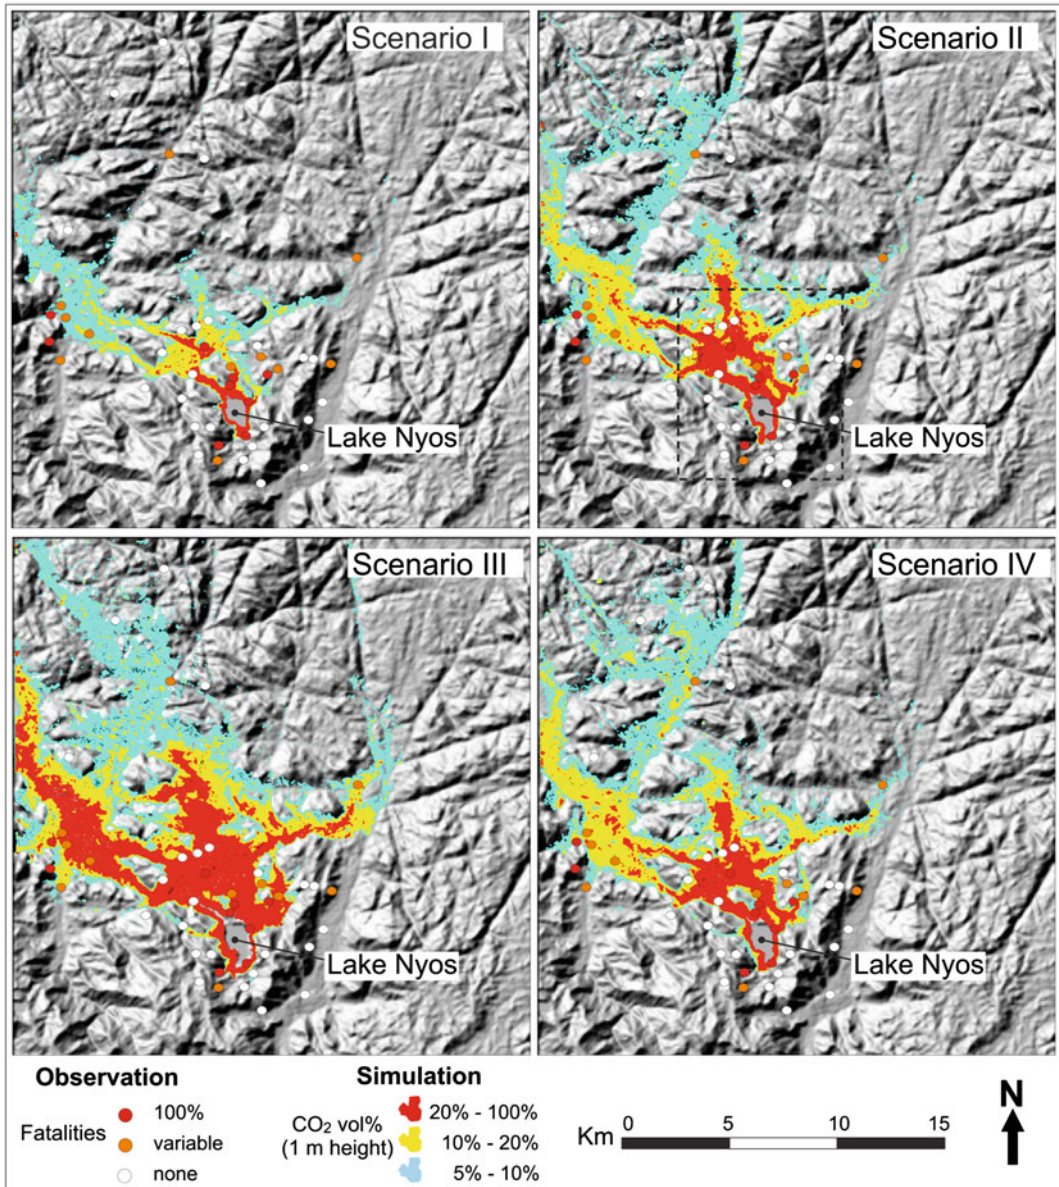 Scenario I
Scenario II
Lake Nyos
Lake Nyos
Scenario III
Scenario IV
Lake Nyos
Lake Nyos
Observation
Fatalities
100%
variable
none
Simulation
CO₂ vol%
(1 m height)
20% - 100%
10% - 20%
5% - 10%
Km
0 5 10 15
N